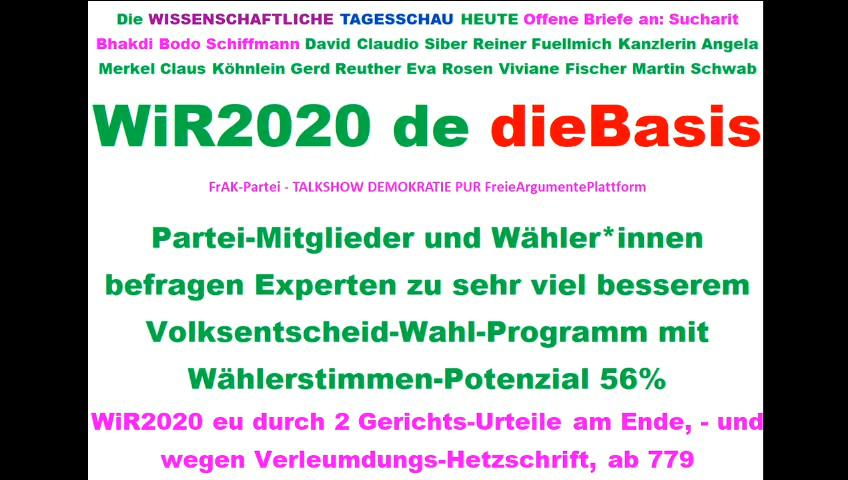 Die WISSENSCHAFTLICHE TAGESSCHAU HEUTE Offene Briefe an: Sucharit
Bhakdi Bodo Schiffmann David Claudio Siber Reiner Fuellmich Kanzlerin Angela
Merkel Claus Köhnlein Gerd Reuther Eva Rosen Viviane Fischer Martin Schwab
WiR2020 de dieBasis
FrAK-Partei - TALKSHOW DEMOKRATIE PUR FreieArgumentePlattform
Partei-Mitglieder und Wähler*innen
befragen Experten zu sehr viel besserem
Volksentscheid-Wahl-Programm mit
Wählerstimmen-Potenzial 56%
WiR2020 eu durch 2 Gerichts-Urteile am Ende, - und
wegen Verleumdungs-Hetzschrift, ab 779